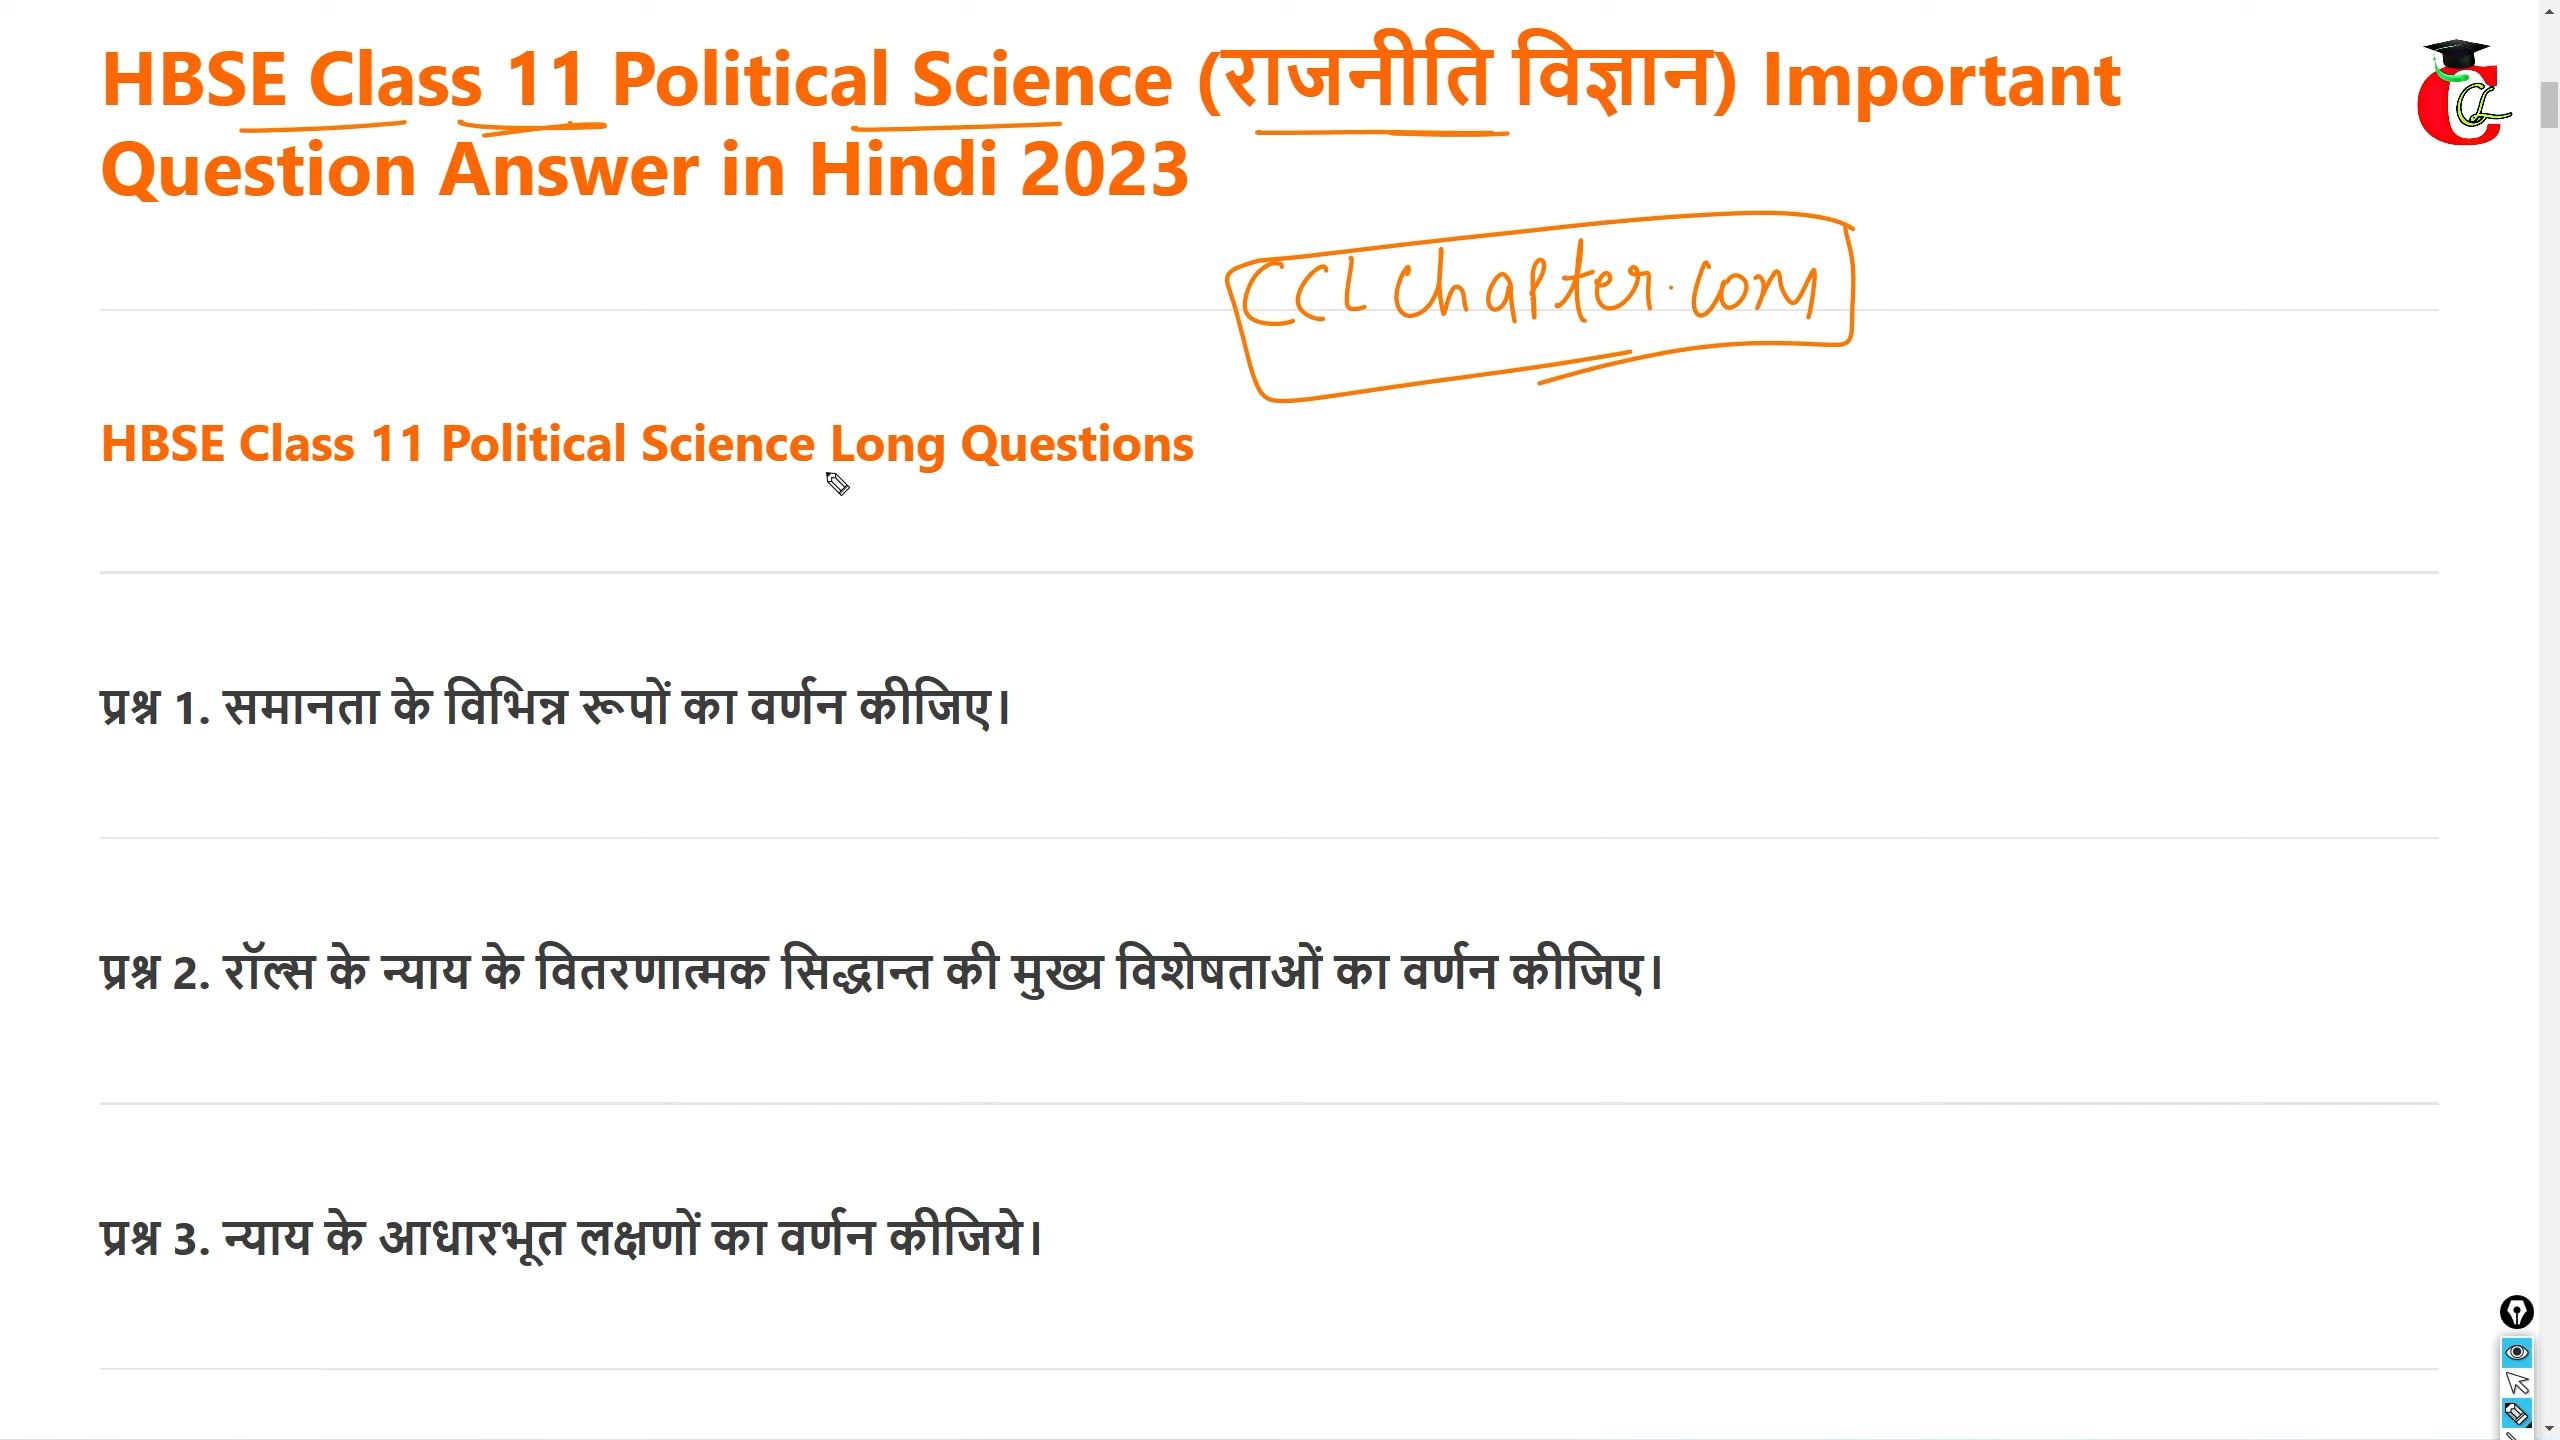 HBSE Class 11 Political Science (राजनीति विज्ञान) Important
Question Answer in Hindi 2023
CCLChapter.com
HBSE Class 11 Political Science Long Questions
प्रश्न 1. समानता के विभिन्न रूपों का वर्णन कीजिए।
प्रश्न 2. रॉल्स के न्याय के वितरणात्मक सिद्धान्त की मुख्य विशेषताओं का वर्णन कीजिए।
प्रश्न 3. न्याय के आधारभूत लक्षणों का वर्णन कीजिये।